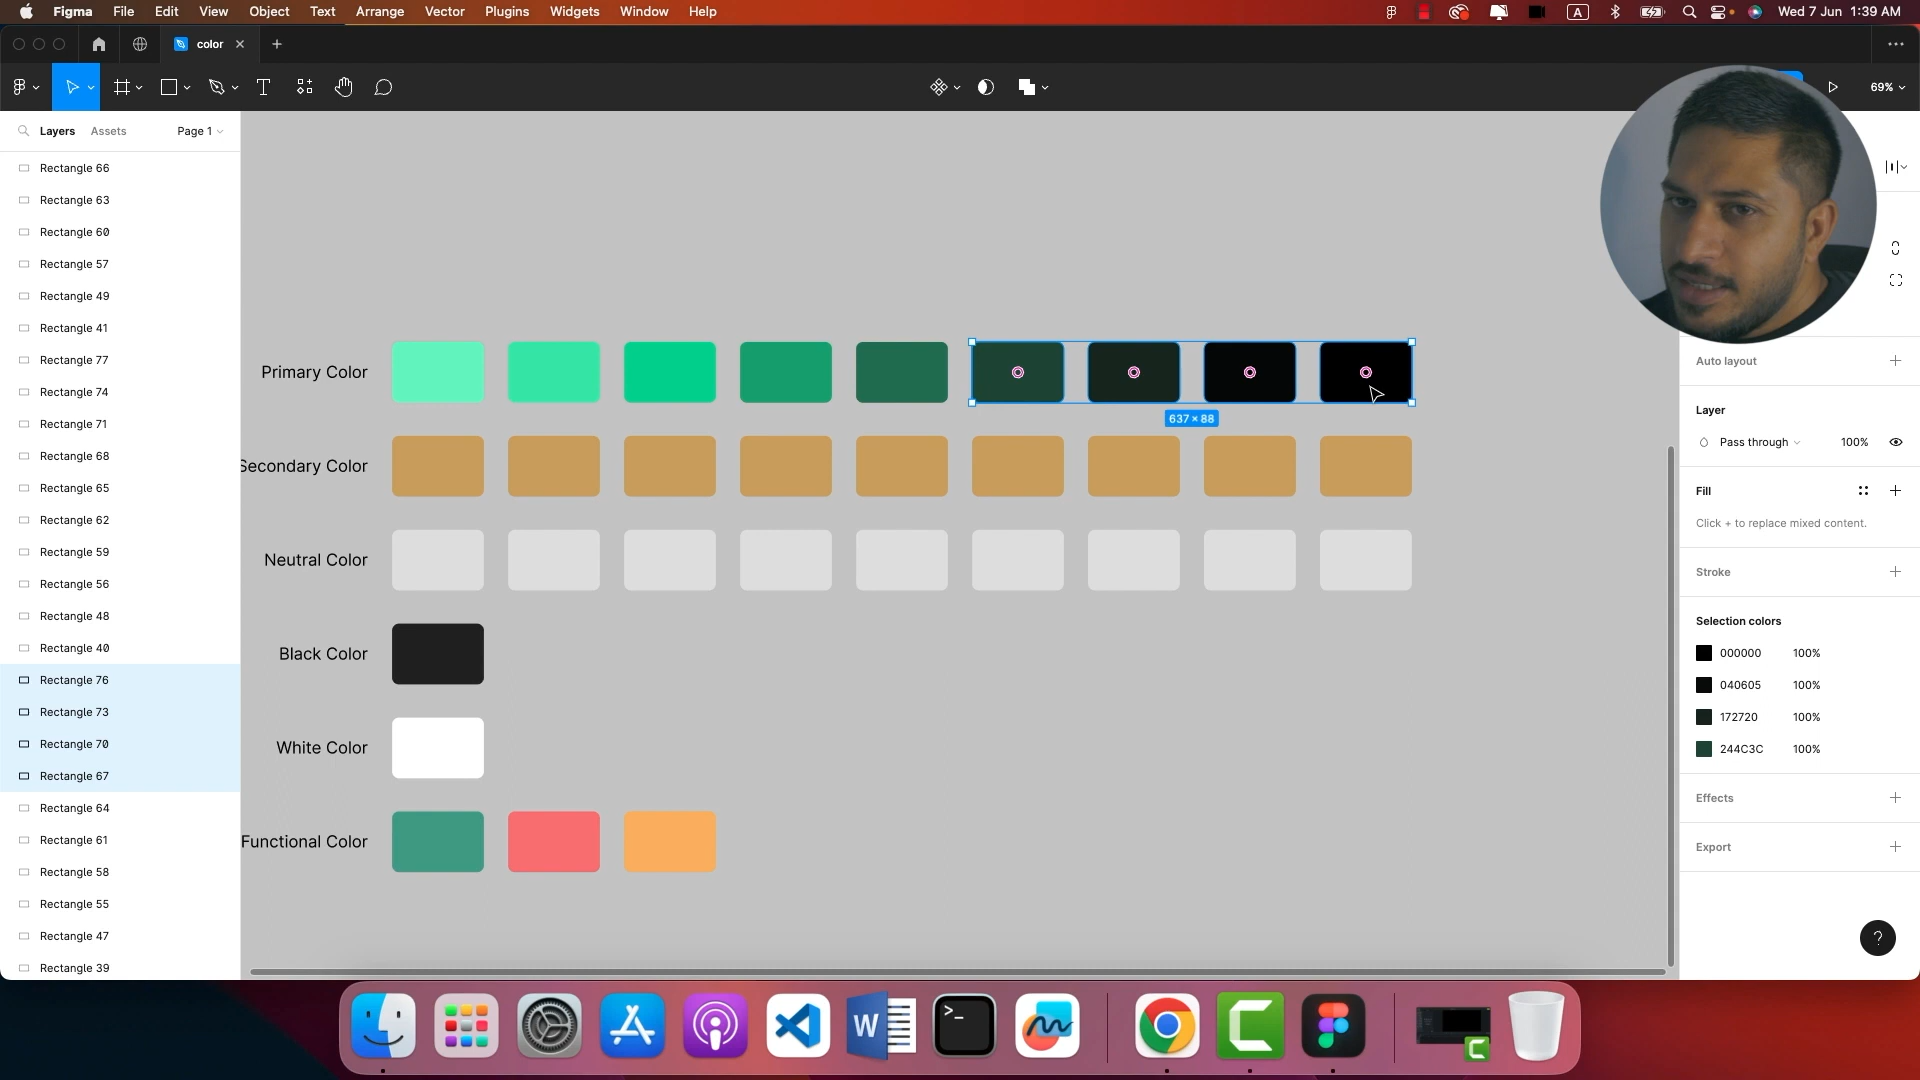 Figma File Edit View Object Text Arrange Vector Plugins Widgets Window Help
A
Wed 7 Jun 1:39 AM
color
69%
Layers Assets Page 1
Rectangle 66
Rectangle 63
Rectangle 60
Rectangle 57
Rectangle 49
Rectangle 41
Rectangle 77
Rectangle 74
Rectangle 71
Rectangle 68
Rectangle 65
Rectangle 62
Rectangle 59
Rectangle 56
Rectangle 48
Rectangle 40
Rectangle 76
Rectangle 73
Rectangle 70
Rectangle 67
Rectangle 64
Rectangle 61
Rectangle 58
Rectangle 55
Rectangle 47
Rectangle 39
Primary Color
637 × 88
Secondary Color
Neutral Color
Black Color
White Color
Functional Color
Auto layout
Layer
Pass through 100%
Fill
Click + to replace mixed content.
Stroke
Selection colors
000000 100%
040605 100%
172720 100%
244C3C 100%
Effects
Export
?
W
>_